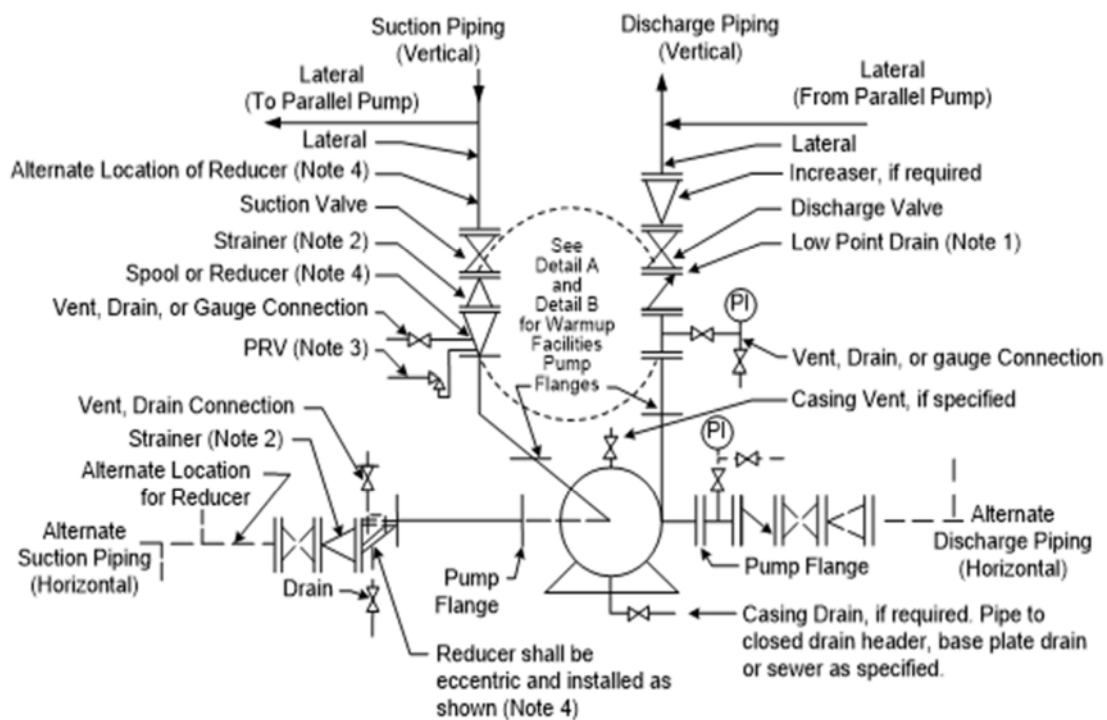 Suction Piping
(Vertical)
Discharge Piping
(Vertical)
Lateral
(To Parallel Pump)
Lateral
(From Parallel Pump)
Lateral
Alternate Location of Reducer (Note 4)
Suction Valve
Strainer (Note 2)
Spool or Reducer (Note 4)
Vent, Drain, or Gauge Connection
PRV (Note 3)
Lateral
Increaser, if required
Discharge Valve
Low Point Drain (Note 1)
See
Detail A
and
Detail B
for Warmup
Facilities
Pump
Flanges
PI
Vent, Drain, or gauge Connection
Casing Vent, if specified
PI
Vent, Drain Connection
Strainer (Note 2)
Alternate Location
for Reducer
Alternate
Suction Piping
(Horizontal)
Drain
Pump
Flange
Pump Flange
Alternate
Discharge Piping
(Horizontal)
Reducer shall be
eccentric and installed as
shown (Note 4)
Casing Drain, if required. Pipe to
closed drain header, base plate drain
or sewer as specified.